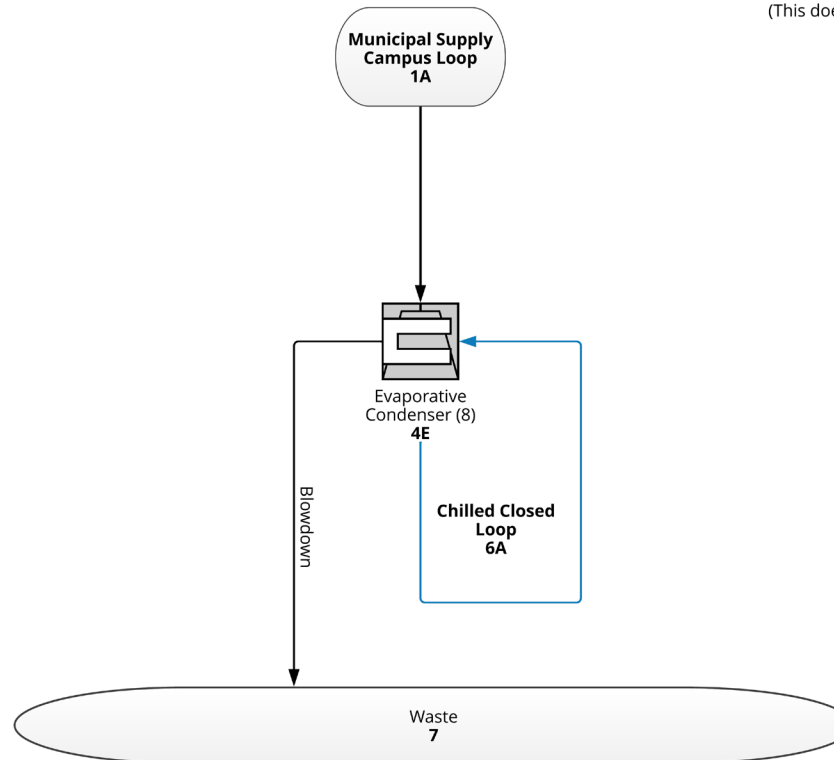 (This doe
Municipal Supply
Campus Loop
1A
Evaporative
Condenser (8)
4E
Blowdown
Chilled Closed
Loop
6A
Waste
7